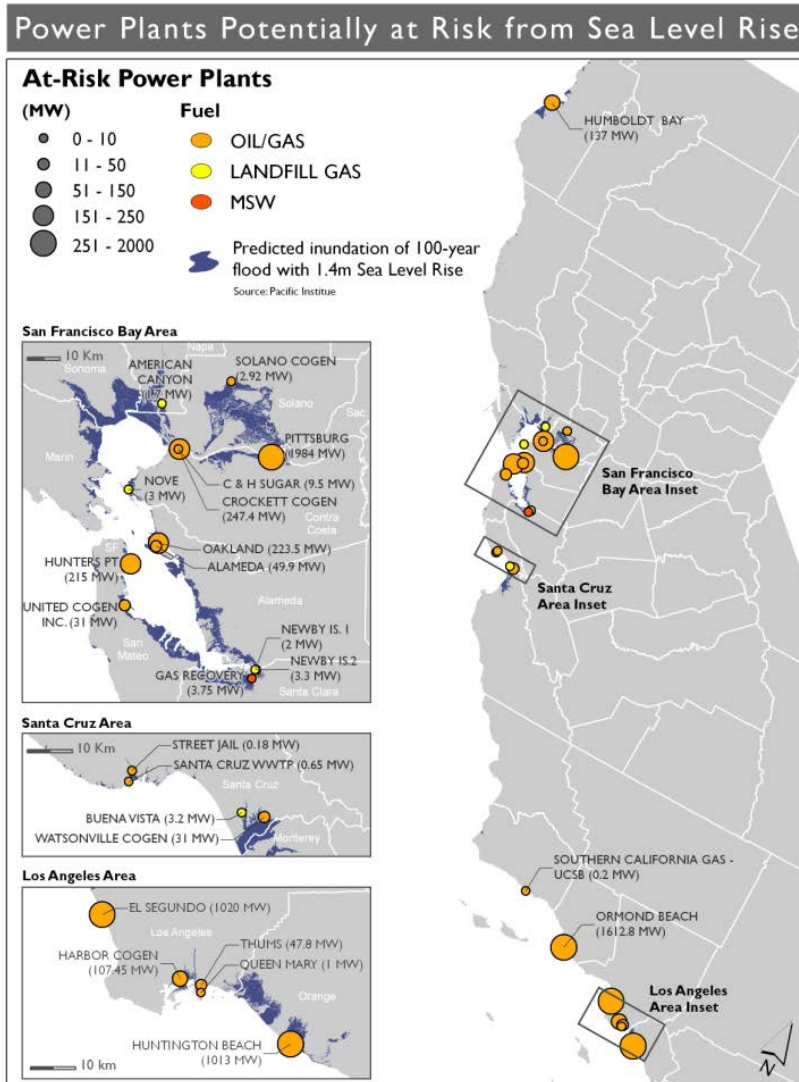 Power Plants Potentially at Risk from Sea Level Rise
At-Risk Power Plants
(MW)
0 - 10
11 - 50
51 - 150
151 - 250
251 - 2000
Fuel
OIL/GAS
LANDFILL GAS
MSW
Predicted inundation of 100-year
flood with 1.4m Sea Level Rise
Source: Pacific Institue
HUMBOLDT BAY
(137 MW)
San Francisco
Bay Area Inset
Santa Cruz
Area Inset
SOUTHERN CALIFORNIA GAS -
UCSB (0.2 MW)
ORMOND BEACH
(1612.8 MW)
Los Angeles
Area Inset
N
San Francisco Bay Area
10 Km
Napa
Sonoma
AMERICAN
CANYON
(1.7 MW)
SOLANO COGEN
(2.92 MW)
Solano
Sac
PITTSBURG
(1984 MW)
Marin
C & H SUGAR (9.5 MW)
NOVE
(3 MW)
CROCKETT COGEN
(247.4 MW)
Contra
Costa
SF
OAKLAND (223.5 MW)
HUNTERS PT
(215 MW)
ALAMEDA (49.9 MW)
UNITED COGEN
INC. (31 MW)
Alameda
San
Mateo
NEWBY IS. 1
(2 MW)
NEWBY IS.2
(3.3 MW)
GAS RECOVERY
(3.75 MW)
Santa Clara
Santa Cruz Area
10 Km
STREET JAIL (0.18 MW)
SANTA CRUZ WWTP (0.65 MW)
Santa Cruz
BUENA VISTA (3.2 MW)
WATSONVILLE COGEN (31 MW)
Monterey
Los Angeles Area
EL SEGUNDO (1020 MW)
Los Angeles
THUMS (47.8 MW)
HARBOR COGEN
(107.45 MW)
QUEEN MARY (1 MW)
Orange
HUNTINGTON BEACH
(1013 MW)
10 km